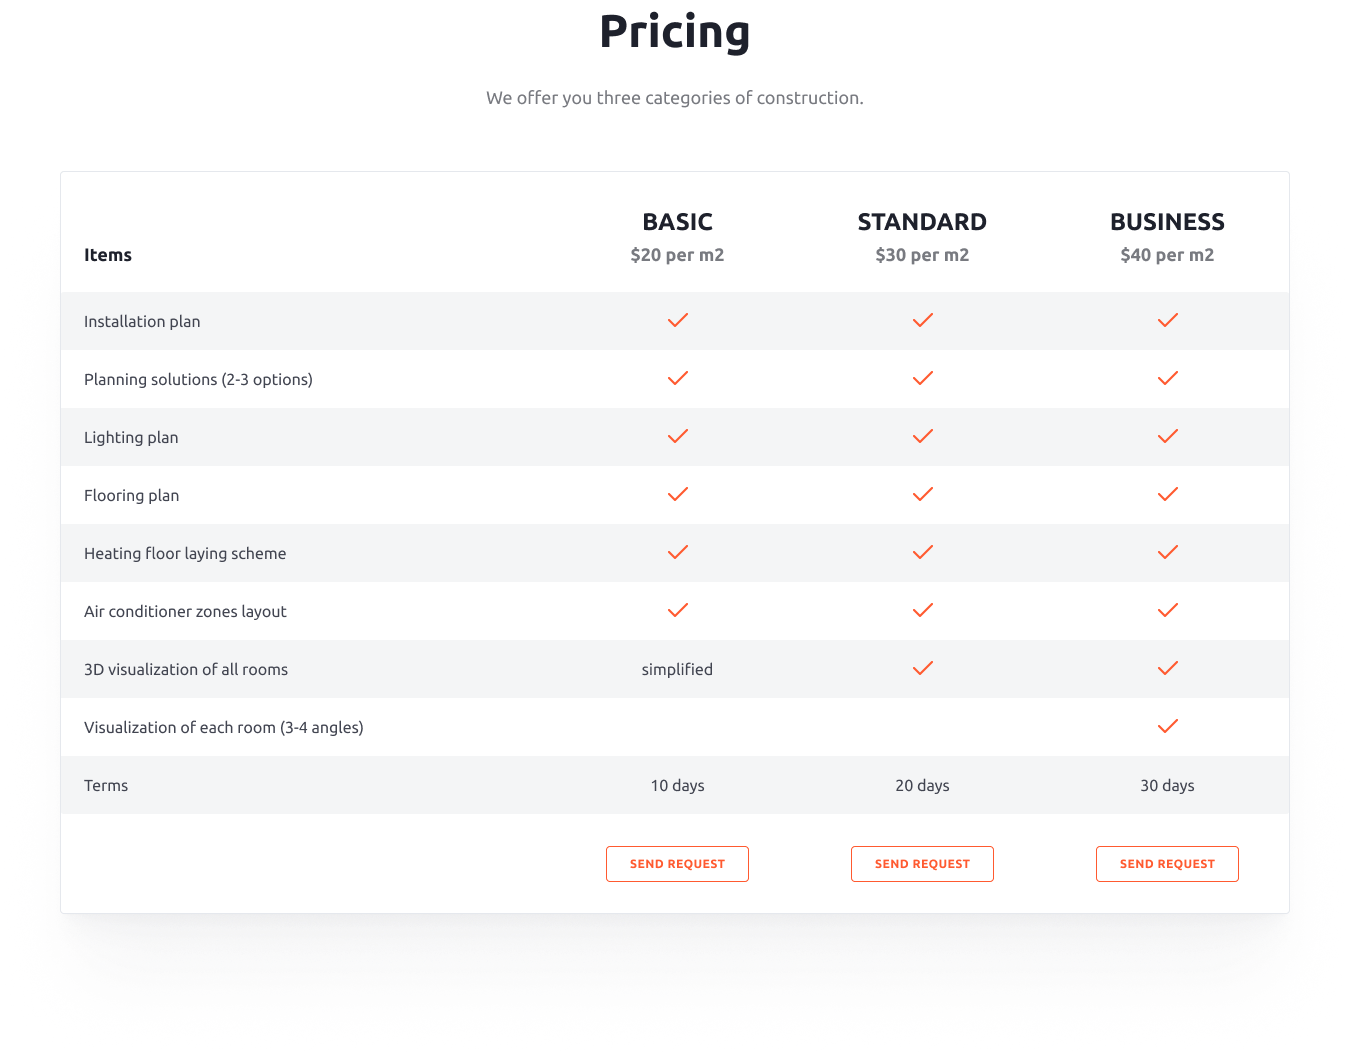 Pricing
We offer you three categories of construction.
BASIC STANDARD BUSINESS
Items $20 per m2 $30 per m2 $40 per m2
Installation plan
Planning solutions (2-3 options)
Lighting plan
Flooring plan
Heating floor laying scheme
Air conditioner zones layout
3D visualization of all rooms simplified
Visualization of each room (3-4 angles)
Terms 10 days 20 days 30 days
SEND REQUEST SEND REQUEST SEND REQUEST